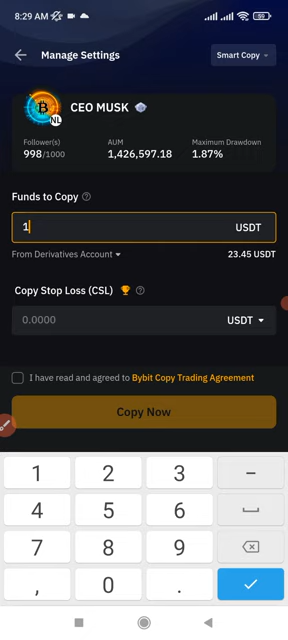 8:29 AM
59
Manage Settings
Smart Copy
NL
CEO MUSK
Follower(s)
AUM
Maximum Drawdown
998/1000
1,426,597.18
1.87%
Funds to Copy
1
USDT
From Derivatives Account
23.45 USDT
Copy Stop Loss (CSL)
0.0000
USDT
I have read and agreed to Bybit Copy Trading Agreement
Copy Now
1 2 3 −
4 5 6
7 8 9
, 0 .